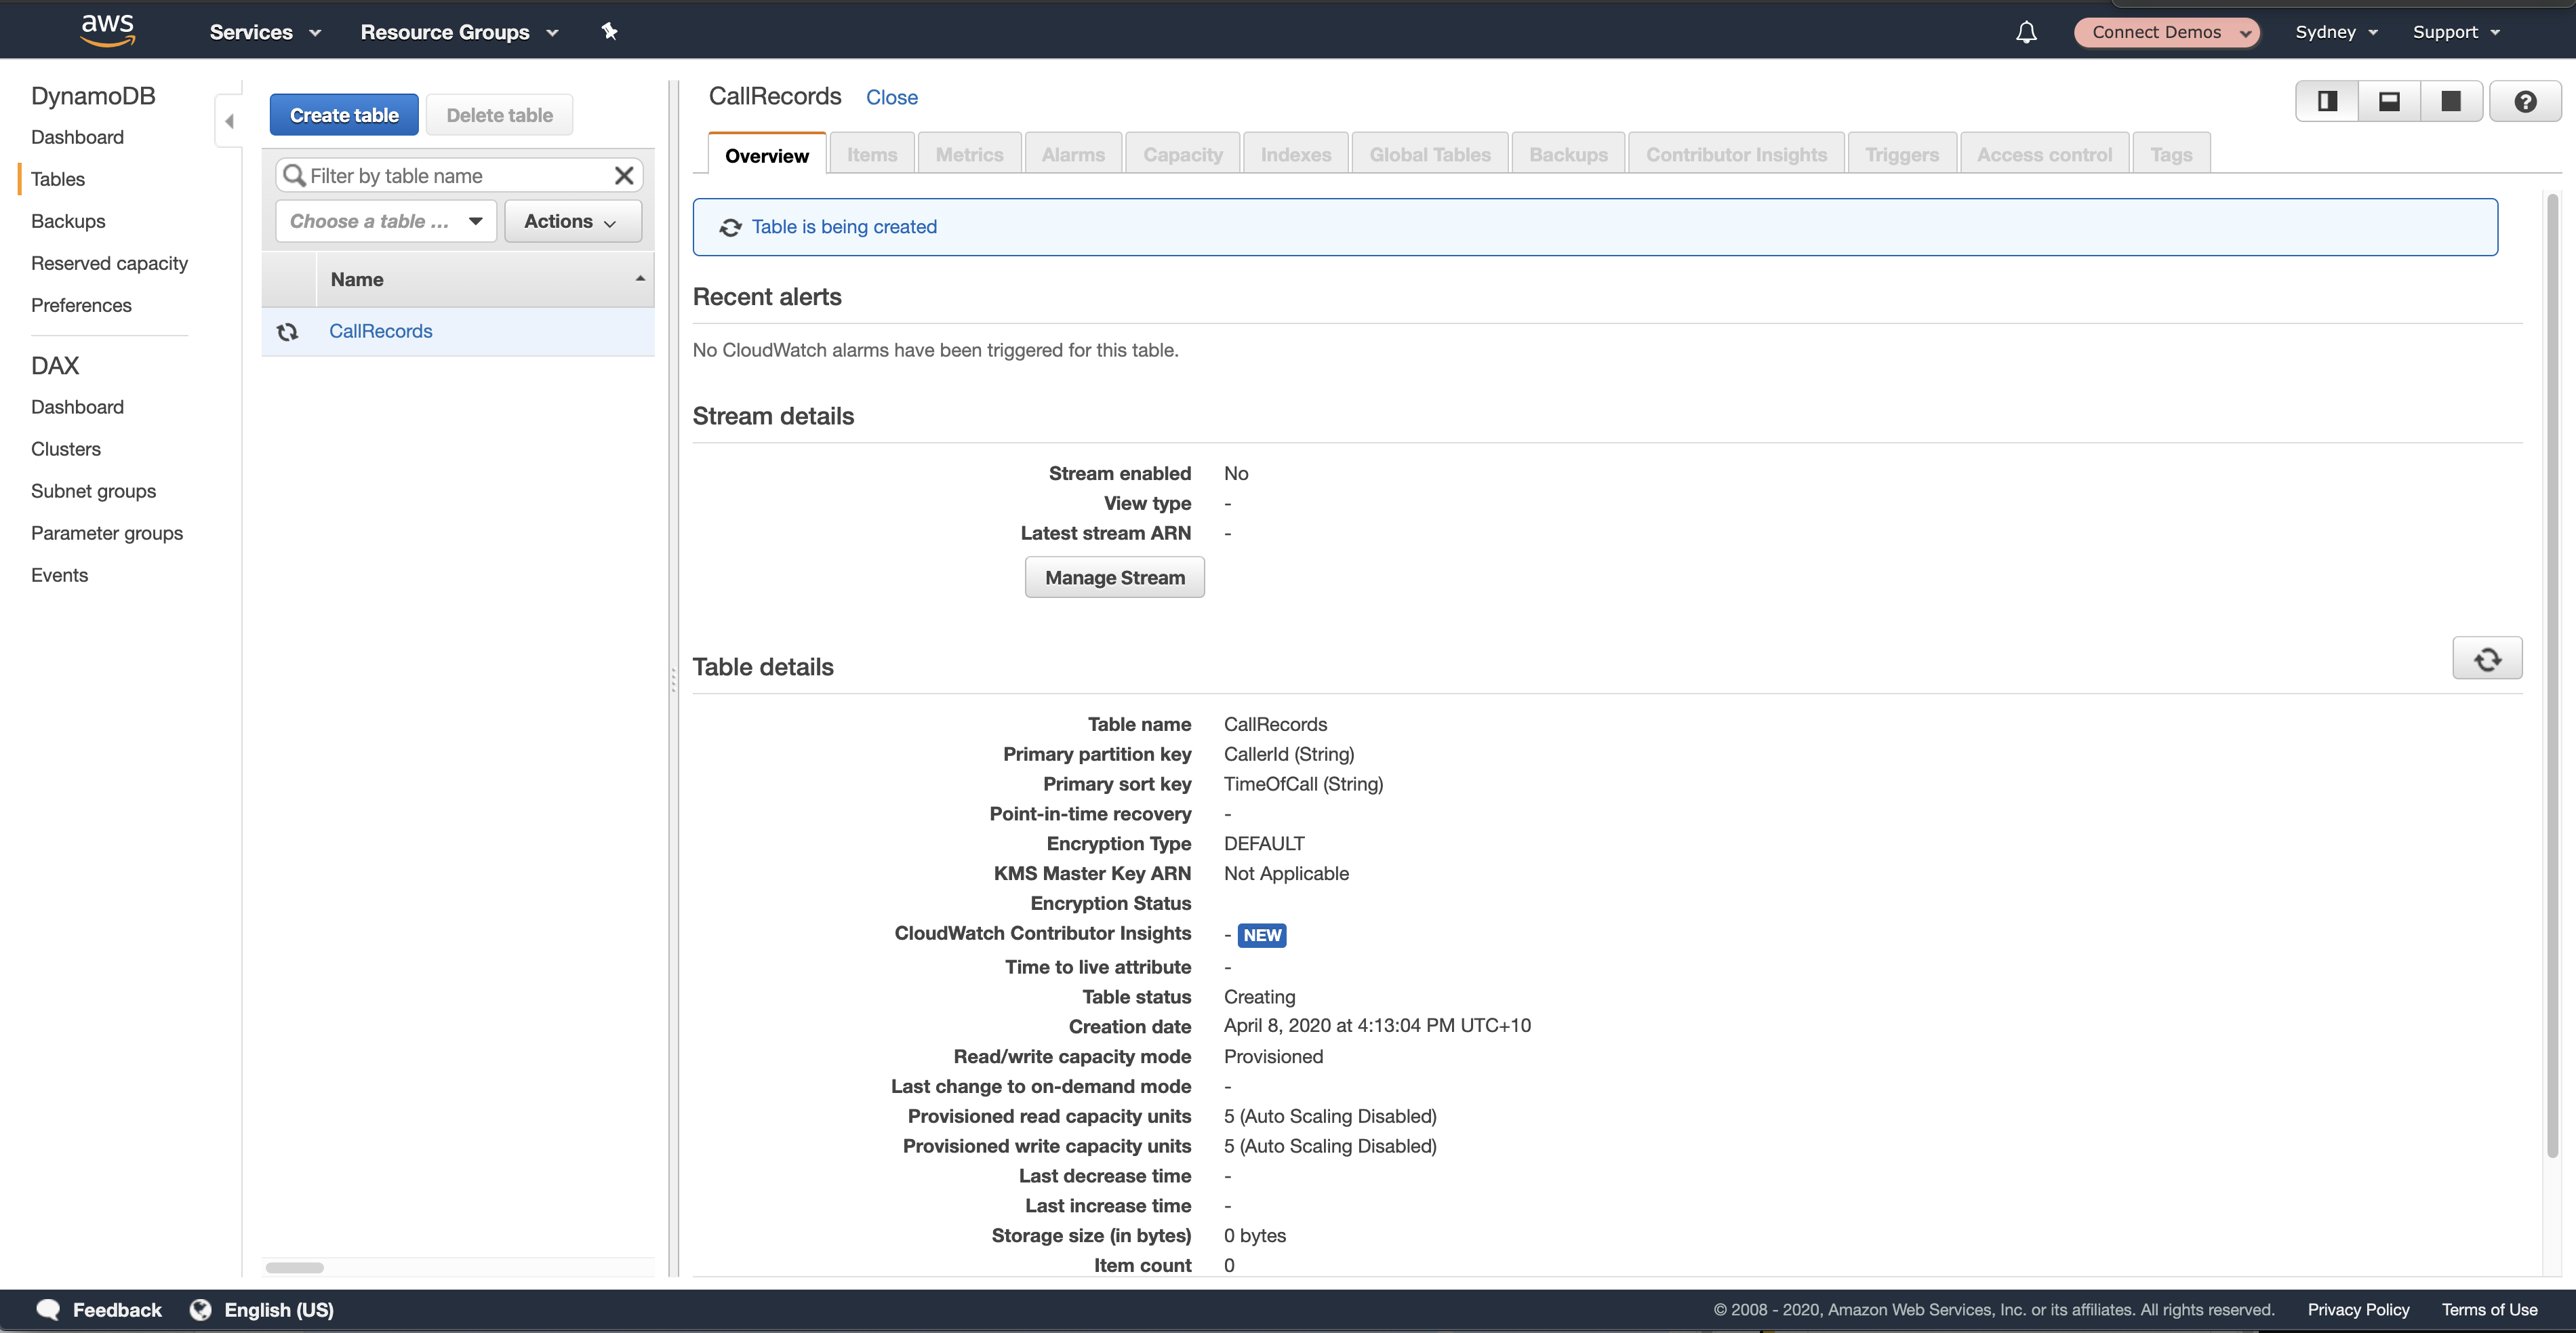 aws Services Resource Groups Connect Demos Sydney Support
DynamoDB
Dashboard
Tables
Backups
Reserved capacity
Preferences
DAX
Dashboard
Clusters
Subnet groups
Parameter groups
Events
Create table Delete table
Filter by table name
Choose a table ... Actions
Name
CallRecords
CallRecords Close
Overview Items Metrics Alarms Capacity Indexes Global Tables Backups Contributor Insights Triggers Access control Tags
Table is being created
Recent alerts
No CloudWatch alarms have been triggered for this table.
Stream details
Stream enabled No
View type -
Latest stream ARN -
Manage Stream
Table details
Table name CallRecords
Primary partition key CallerId (String)
Primary sort key TimeOfCall (String)
Point-in-time recovery -
Encryption Type DEFAULT
KMS Master Key ARN Not Applicable
Encryption Status
CloudWatch Contributor Insights - NEW
Time to live attribute -
Table status Creating
Creation date April 8, 2020 at 4:13:04 PM UTC+10
Read/write capacity mode Provisioned
Last change to on-demand mode -
Provisioned read capacity units 5 (Auto Scaling Disabled)
Provisioned write capacity units 5 (Auto Scaling Disabled)
Last decrease time -
Last increase time -
Storage size (in bytes) 0 bytes
Item count 0
Feedback English (US) © 2008 - 2020, Amazon Web Services, Inc. or its affiliates. All rights reserved. Privacy Policy Terms of Use